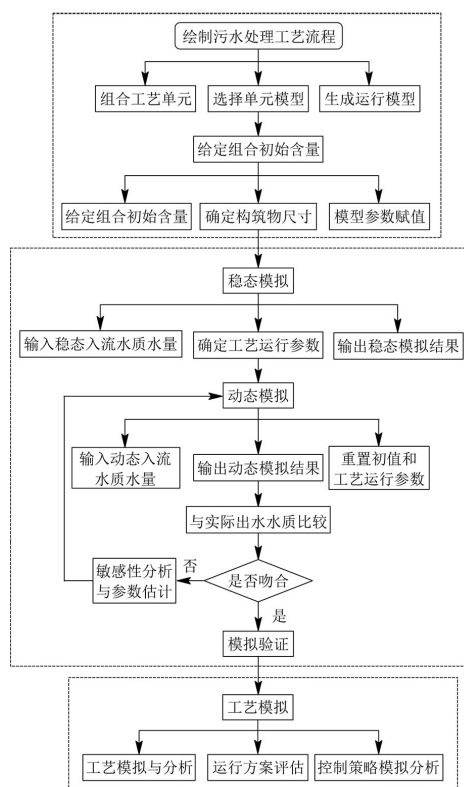 绘制污水处理工艺流程
组合工艺单元
选择单元模型
生成运行模型
给定组合初始含量
给定组合初始含量
确定构筑物尺寸
模型参数赋值
稳态模拟
输入稳态入流水质水量
确定工艺运行参数
输出稳态模拟结果
动态模拟
输入动态入流
水质水量
输出动态模拟结果
重置初值和
工艺运行参数
与实际出水水质比较
敏感性分析
与参数估计
否
是否吻合
是
模拟验证
工艺模拟
工艺模拟与分析
运行方案评估
控制策略模拟分析